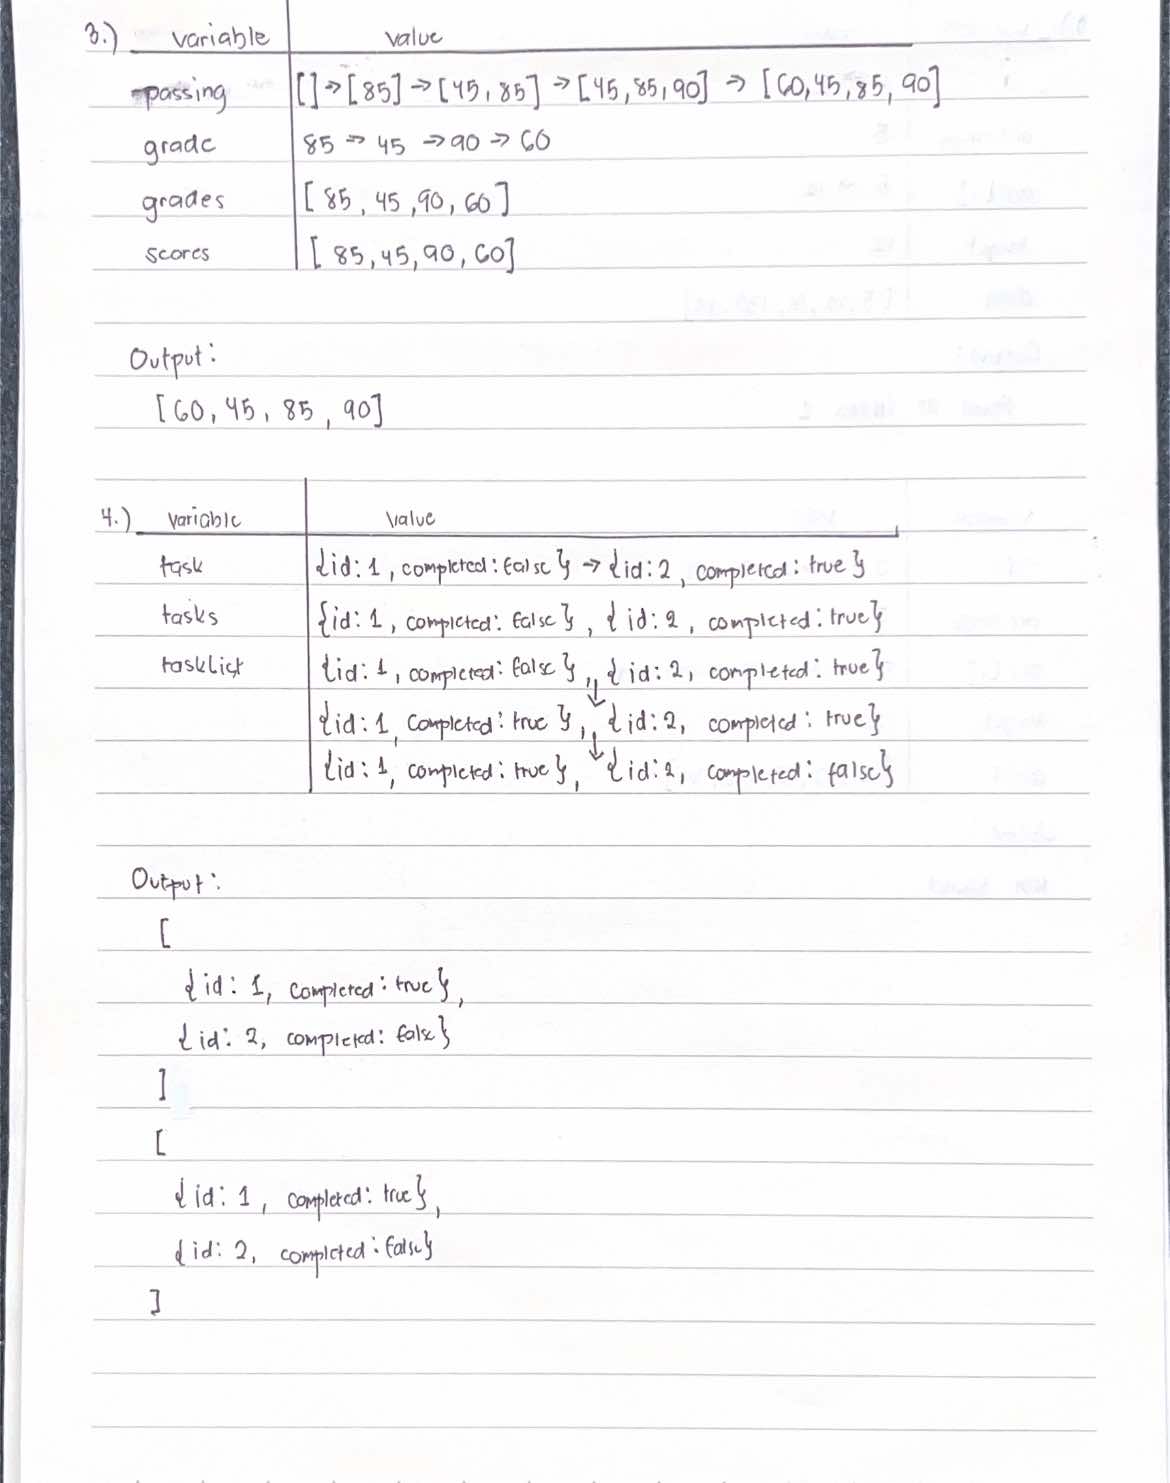 3.) variable value
passing [] → [85] → [45, 85] → [45, 85, 90] → [60, 45, 85, 90]
grade 85 → 45 → 90 → 60
grades [85, 45, 90, 60]
scores [85, 45, 90, 60]
Output:
[60, 45, 85, 90]
4.) variable value
task {id: 1, completed: false} → {id: 2, completed: true}
tasks {id: 1, completed: false}, {id: 2, completed: true}
taskList {id: 1, completed: false}, {id: 2, completed: true}
↓
{id: 1, completed: true}, {id: 2, completed: true}
↓
{id: 1, completed: true}, {id: 2, completed: false}
Output:
[
{id: 1, completed: true},
{id: 2, completed: false}
]
[
{id: 1, completed: true},
{id: 2, completed: false}
]